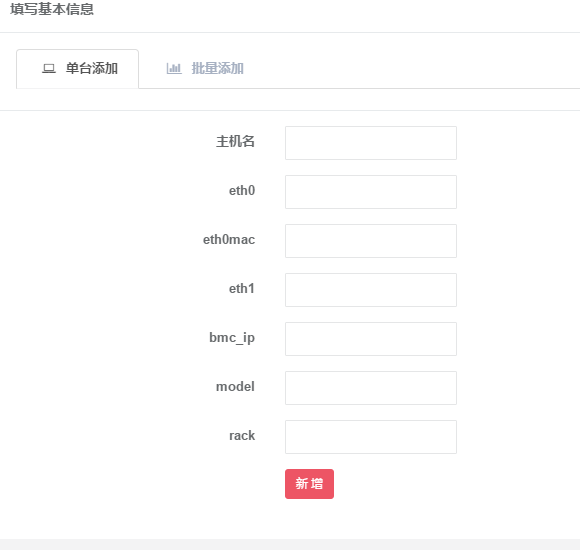 填写基本信息
单台添加 批量添加
主机名
eth0
eth0mac
eth1
bmc_ip
model
rack
新增